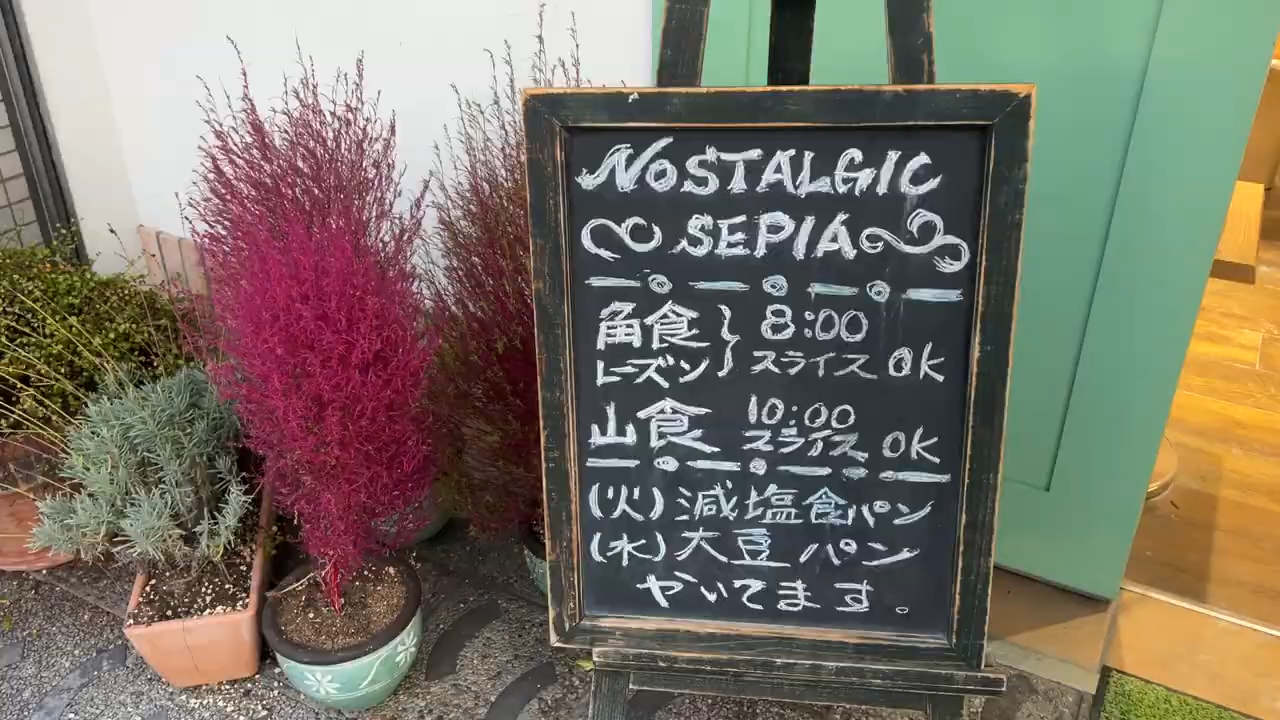 NOSTALGIC
SEPIA
角食 } 8:00
レーズン スライス OK
山食 10:00
スライス OK
(火) 減塩食パン
(水) 大豆 パン
やいてます。